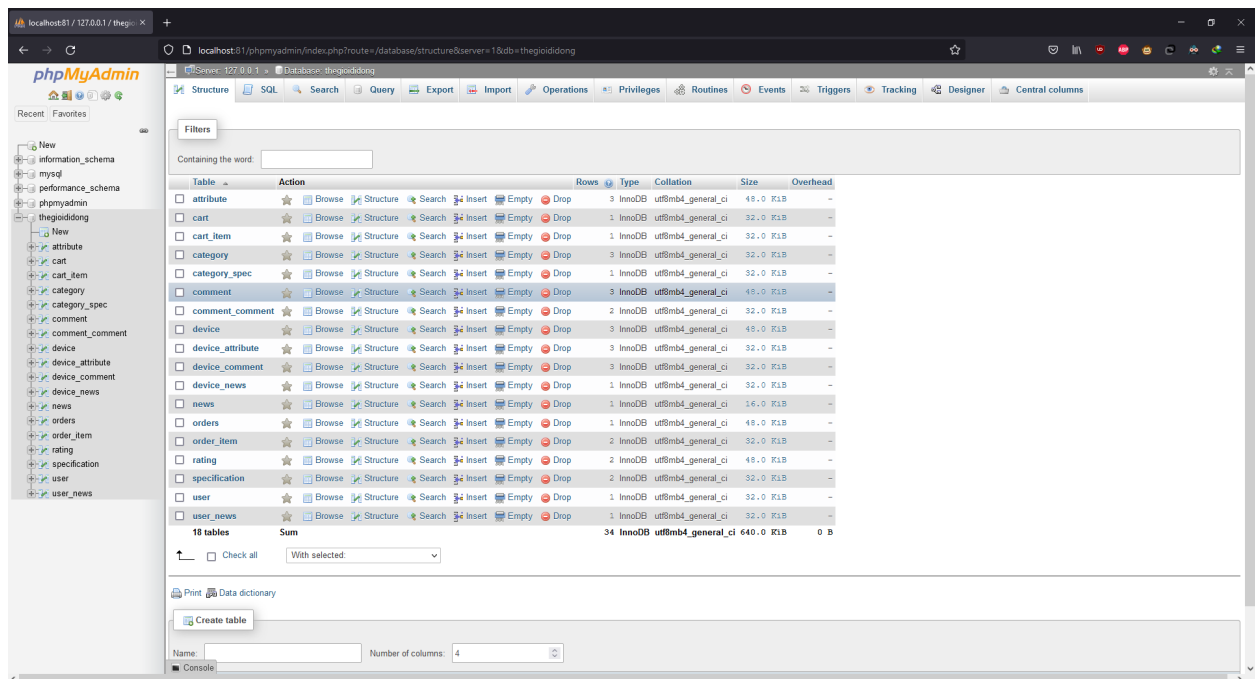 localhost:81 / 127.0.0.1 / thegioi
localhost:81/phpmyadmin/index.php?route=/database/structure&server=1&db=thegioididong
phpMyAdmin
Recent Favorites
New
information_schema
mysql
performance_schema
phpmyadmin
thegioididong
New
attribute
cart
cart_item
category
category_spec
comment
comment_comment
device
device_attribute
device_comment
device_news
news
orders
order_item
rating
specification
user
user_news
Server: 127.0.0.1 » Database: thegioididong
Structure SQL Search Query Export Import Operations Privileges Routines Events Triggers Tracking Designer Central columns
Filters
Containing the word:
Table Action Rows Type Collation Size Overhead
attribute Browse Structure Search Insert Empty Drop 3 InnoDB utf8mb4_general_ci 48.0 KiB -
cart Browse Structure Search Insert Empty Drop 1 InnoDB utf8mb4_general_ci 32.0 KiB -
cart_item Browse Structure Search Insert Empty Drop 1 InnoDB utf8mb4_general_ci 32.0 KiB -
category Browse Structure Search Insert Empty Drop 3 InnoDB utf8mb4_general_ci 32.0 KiB -
category_spec Browse Structure Search Insert Empty Drop 1 InnoDB utf8mb4_general_ci 32.0 KiB -
comment Browse Structure Search Insert Empty Drop 3 InnoDB utf8mb4_general_ci 48.0 KiB -
comment_comment Browse Structure Search Insert Empty Drop 2 InnoDB utf8mb4_general_ci 32.0 KiB -
device Browse Structure Search Insert Empty Drop 3 InnoDB utf8mb4_general_ci 48.0 KiB -
device_attribute Browse Structure Search Insert Empty Drop 3 InnoDB utf8mb4_general_ci 32.0 KiB -
device_comment Browse Structure Search Insert Empty Drop 3 InnoDB utf8mb4_general_ci 32.0 KiB -
device_news Browse Structure Search Insert Empty Drop 1 InnoDB utf8mb4_general_ci 32.0 KiB -
news Browse Structure Search Insert Empty Drop 1 InnoDB utf8mb4_general_ci 16.0 KiB -
orders Browse Structure Search Insert Empty Drop 1 InnoDB utf8mb4_general_ci 48.0 KiB -
order_item Browse Structure Search Insert Empty Drop 2 InnoDB utf8mb4_general_ci 32.0 KiB -
rating Browse Structure Search Insert Empty Drop 2 InnoDB utf8mb4_general_ci 48.0 KiB -
specification Browse Structure Search Insert Empty Drop 2 InnoDB utf8mb4_general_ci 32.0 KiB -
user Browse Structure Search Insert Empty Drop 1 InnoDB utf8mb4_general_ci 32.0 KiB -
user_news Browse Structure Search Insert Empty Drop 1 InnoDB utf8mb4_general_ci 32.0 KiB -
18 tables Sum 34 InnoDB utf8mb4_general_ci 640.0 KiB 0 B
Check all With selected:
Print Data dictionary
Create table
Name: Number of columns: 4
Console